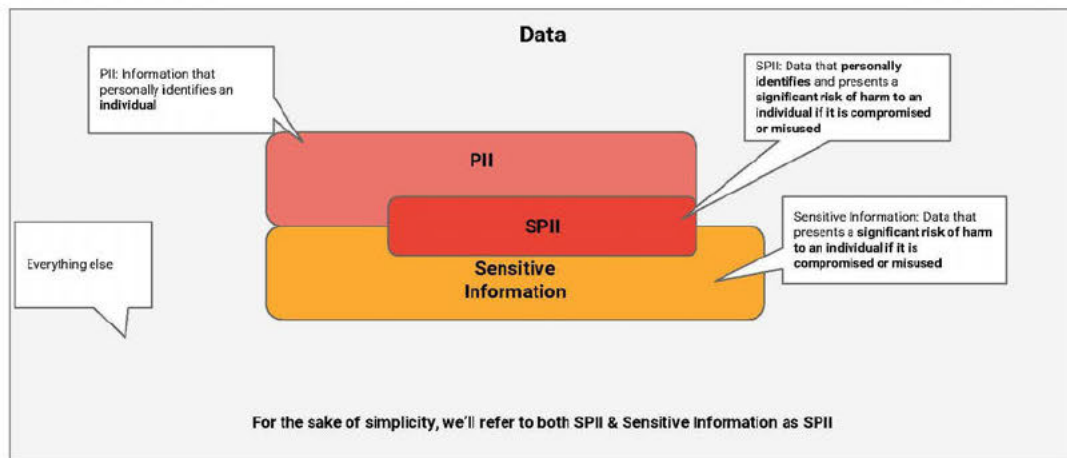 Data
PII: Information that
personally identifies an
individual
SPII: Data that personally
identifies and presents a
significant risk of harm to an
individual if it is compromised
or misused
PII
SPII
Sensitive
Information
Sensitive Information: Data that
presents a significant risk of harm
to an individual if it is
compromised or misused
Everything else
For the sake of simplicity, we'll refer to both SPII & Sensitive Information as SPII